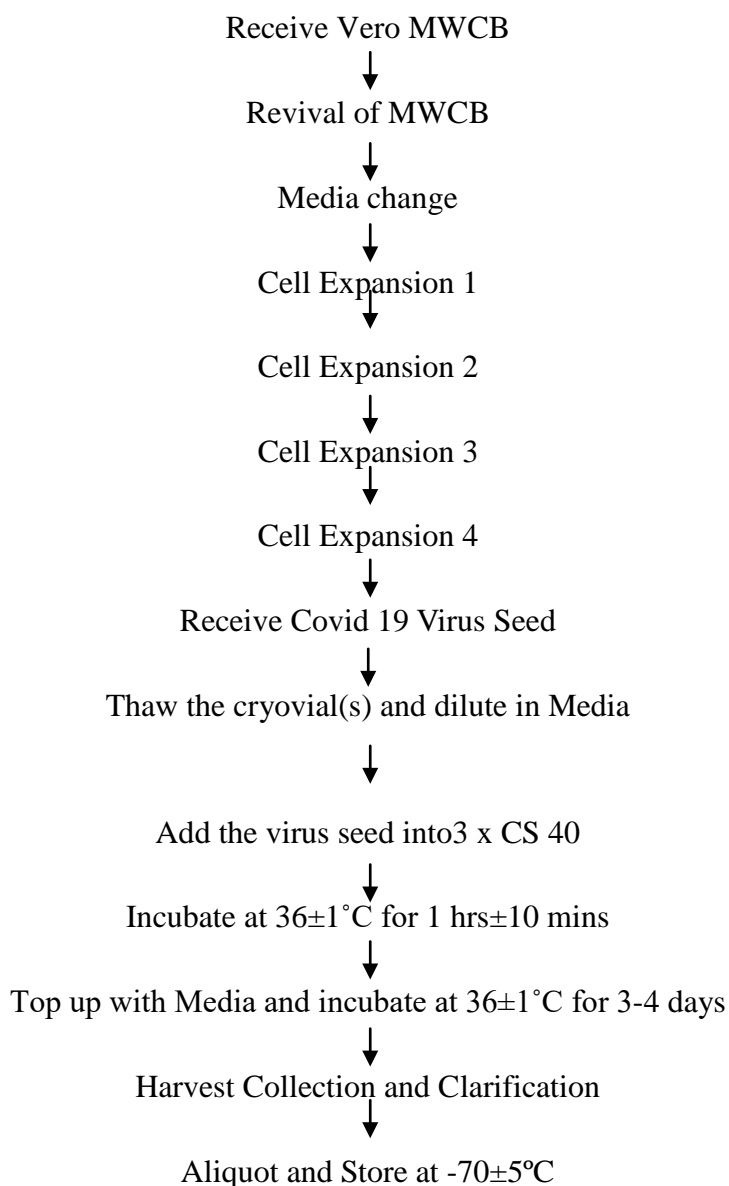 Receive Vero MWCB
Revival of MWCB
Media change
Cell Expansion 1
Cell Expansion 2
Cell Expansion 3
Cell Expansion 4
Receive Covid 19 Virus Seed
Thaw the cryovial(s) and dilute in Media
Add the virus seed into3 x CS 40
Incubate at 36±1˚C for 1 hrs±10 mins
Top up with Media and incubate at 36±1˚C for 3-4 days
Harvest Collection and Clarification
Aliquot and Store at -70±5ºC